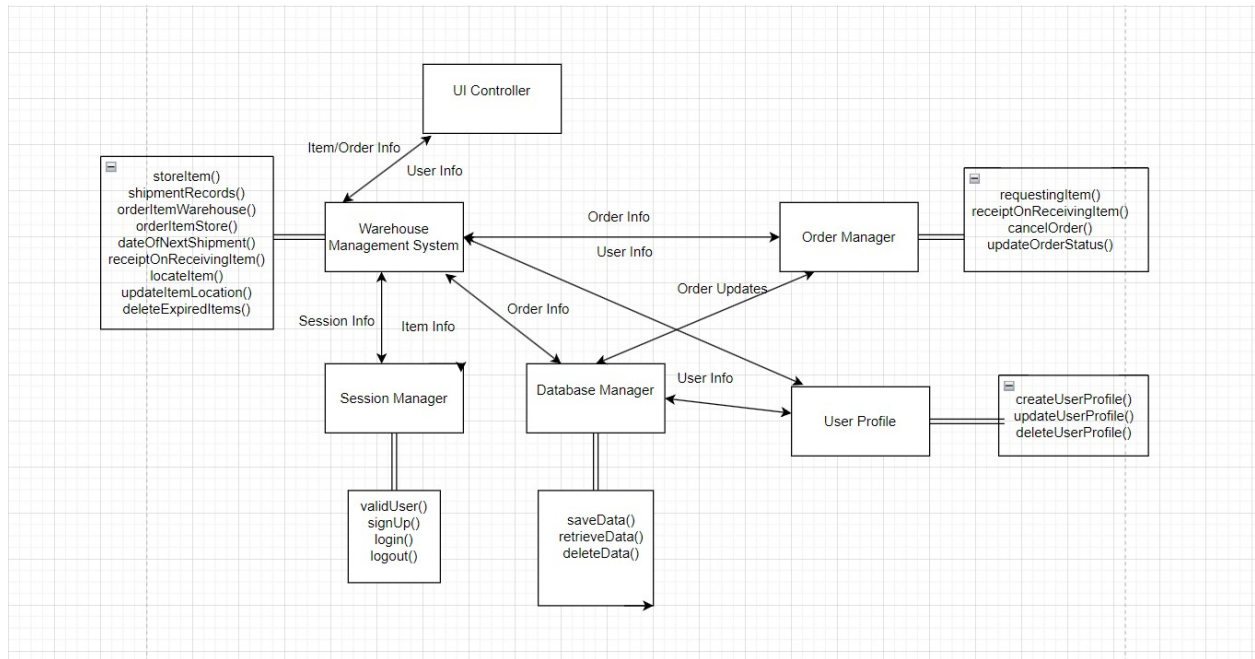 UI Controller
Item/Order Info
User Info
storeItem()
shipmentRecords()
orderItemWarehouse()
orderItemStore()
dateOfNextShipment()
receiptOnReceivingItem()
locateItem()
updateItemLocation()
deleteExpiredItems()
Warehouse
Management System
Order Info
User Info
Order Manager
requestingItem()
receiptOnReceivingItem()
cancelOrder()
updateOrderStatus()
Order Updates
Session Info
Item Info
Order Info
Session Manager
Database Manager
User Info
User Profile
createUserProfile()
updateUserProfile()
deleteUserProfile()
validUser()
signUp()
login()
logout()
saveData()
retrieveData()
deleteData()